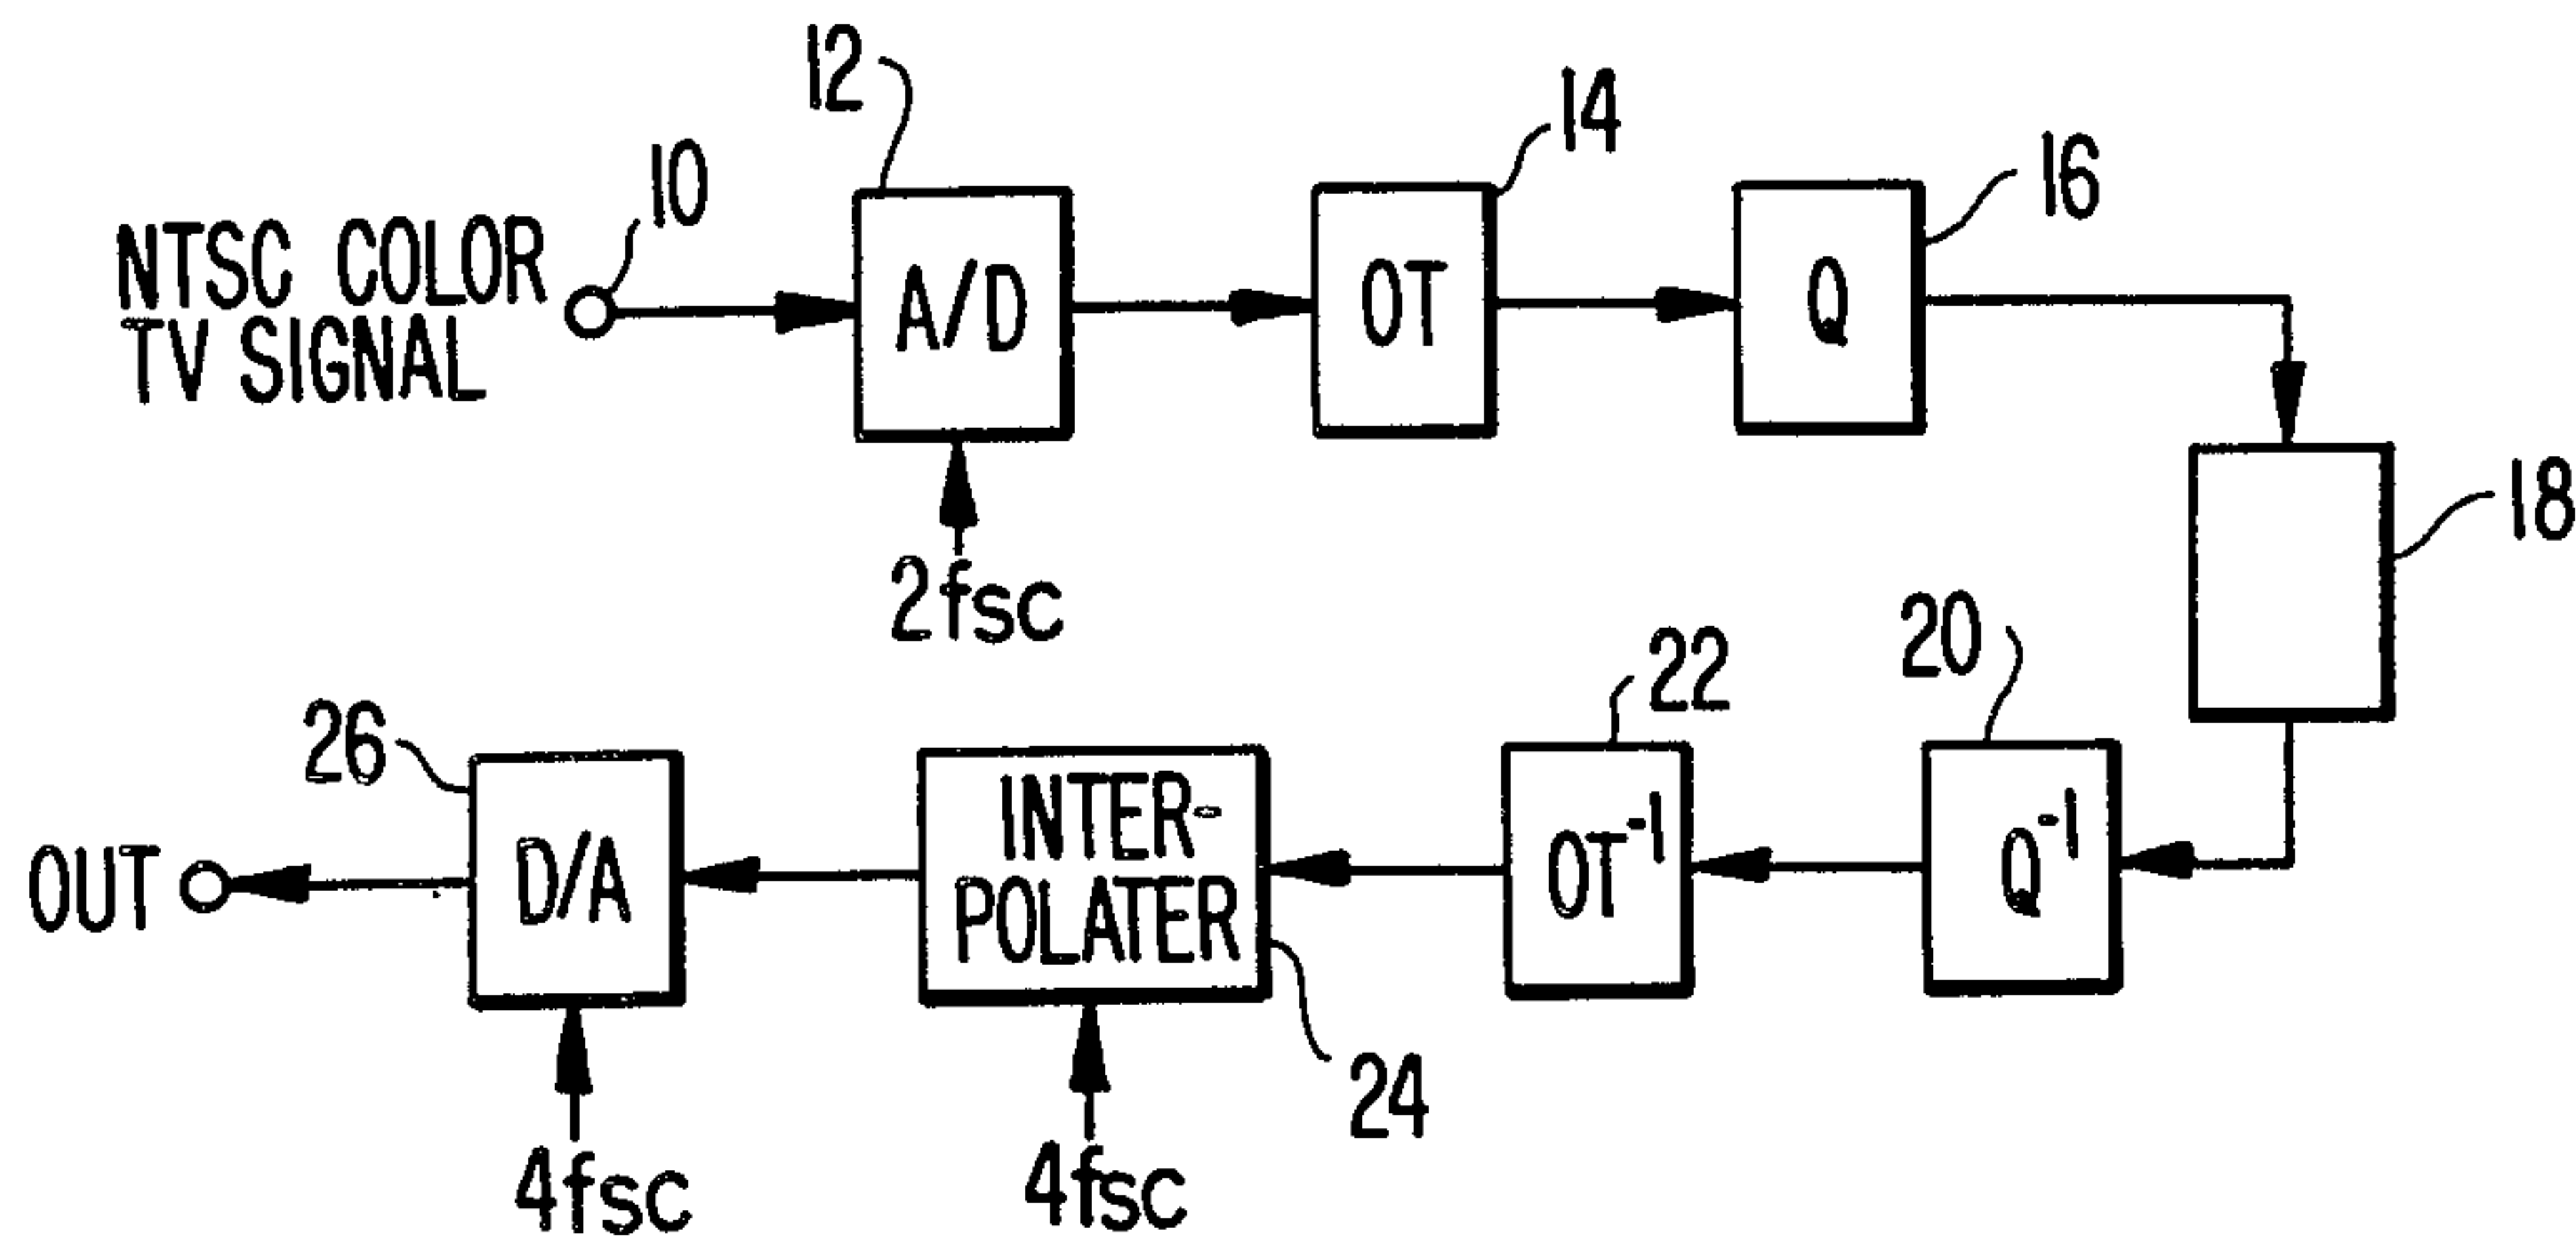 12
14
10
16
NTSC COLOR
TV SIGNAL
A/D
OT
Q
18
2fsc
20
22
26
INTER-
POLATER
OT-1
Q-1
D/A
OUT
24
4fsc
4fsc